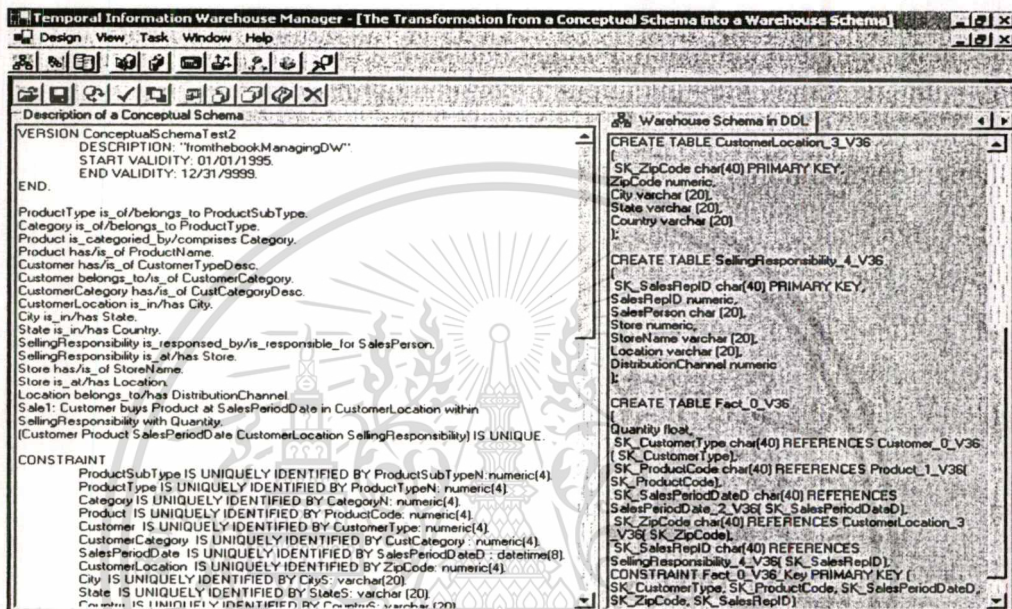 Temporal Information Warehouse Manager - [The Transformation from a Conceptual Schema into a Warehouse Schema]
Design View Task Window Help
Description of a Conceptual Schema
VERSION ConceptualSchemaTest2
DESCRIPTION: "fromthebookManagingDW"
START VALIDITY: 01/01/1995.
END VALIDITY: 12/31/9999.
END.
ProductType is_of/belongs_to ProductSubType.
Category is_of/belongs_to ProductType.
Product is_categoried_by/comprises Category.
Product has/is_of ProductName.
Customer has/is_of CustomerTypeDesc.
Customer belongs_to/is_of CustomerCategory.
CustomerCategory has/is_of CustCategoryDesc.
CustomerLocation is_in/has City.
City is_in/has State.
State is_in/has Country.
SellingResponsibility is_responsed_by/is_responsible_for SalesPerson.
SellingResponsibility is_at/has Store.
Store has/is_of StoreName.
Store is_at/has Location.
Location belongs_to/has DistributionChannel.
Sale1: Customer buys Product at SalesPeriodDate in CustomerLocation within
SellingResponsibility with Quantity.
[Customer Product SalesPeriodDate CustomerLocation SellingResponsibility] IS UNIQUE.
CONSTRAINT
ProductSubType IS UNIQUELY IDENTIFIED BY ProductSubTypeN:numeric(4).
ProductType IS UNIQUELY IDENTIFIED BY ProductTypeN: numeric(4).
Category IS UNIQUELY IDENTIFIED BY CategoryN: numeric(4).
Product IS UNIQUELY IDENTIFIED BY ProductCode: numeric(4).
Customer IS UNIQUELY IDENTIFIED BY CustomerType: numeric(4).
CustomerCategory IS UNIQUELY IDENTIFIED BY CustCategory : numeric(4).
SalesPeriodDate IS UNIQUELY IDENTIFIED BY SalesPeriodDateD : datetime(8).
CustomerLocation IS UNIQUELY IDENTIFIED BY ZipCode: numeric(4).
City IS UNIQUELY IDENTIFIED BY CityS: varchar(20).
State IS UNIQUELY IDENTIFIED BY StateS: varchar (20).
Country IS UNIQUELY IDENTIFIED BY CountryS: varchar (20)
Warehouse Schema in DDL
CREATE TABLE CustomerLocation_3_V36
(
SK_ZipCode char(40) PRIMARY KEY,
ZipCode numeric,
City varchar (20),
State varchar (20),
Country varchar (20)
);
CREATE TABLE SellingResponsibility_4_V36
(
SK_SalesRepID char(40) PRIMARY KEY,
SalesRepID numeric,
SalesPerson char (20),
Store numeric,
StoreName varchar (20),
Location varchar (20),
DistributionChannel numeric
);
CREATE TABLE Fact_0_V36
(
Quantity float,
SK_CustomerType char(40) REFERENCES Customer_0_V36
( SK_CustomerType),
SK_ProductCode char(40) REFERENCES Product_1_V36(
SK_ProductCode),
SK_SalesPeriodDateD char(40) REFERENCES
SalesPeriodDate_2_V36( SK_SalesPeriodDateD),
SK_ZipCode char(40) REFERENCES CustomerLocation_3
_V36( SK_ZipCode),
SK_SalesRepID char(40) REFERENCES
SellingResponsibility_4_V36( SK_SalesRepID),
CONSTRAINT Fact_0_V36_Key PRIMARY KEY (
SK_CustomerType, SK_ProductCode, SK_SalesPeriodDateD,
SK_ZipCode, SK_SalesRepID)